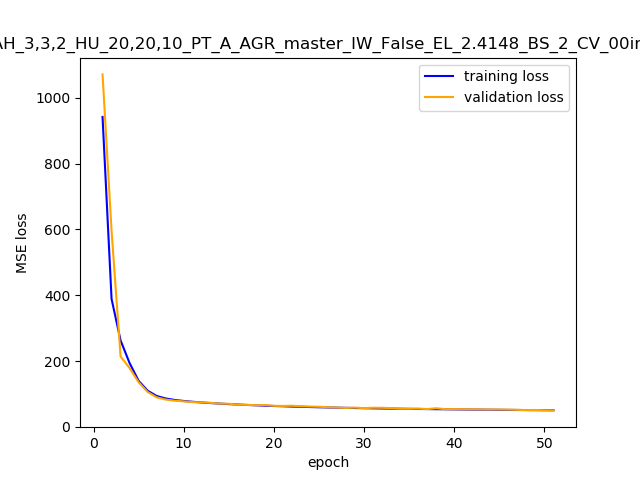 AH_3,3,2_HU_20,20,10_PT_A_AGR_master_IW_False_EL_2.4148_BS_2_CV_00in
training loss
validation loss
MSE loss
1000
800
600
400
200
0
0 10 20 30 40 50
epoch